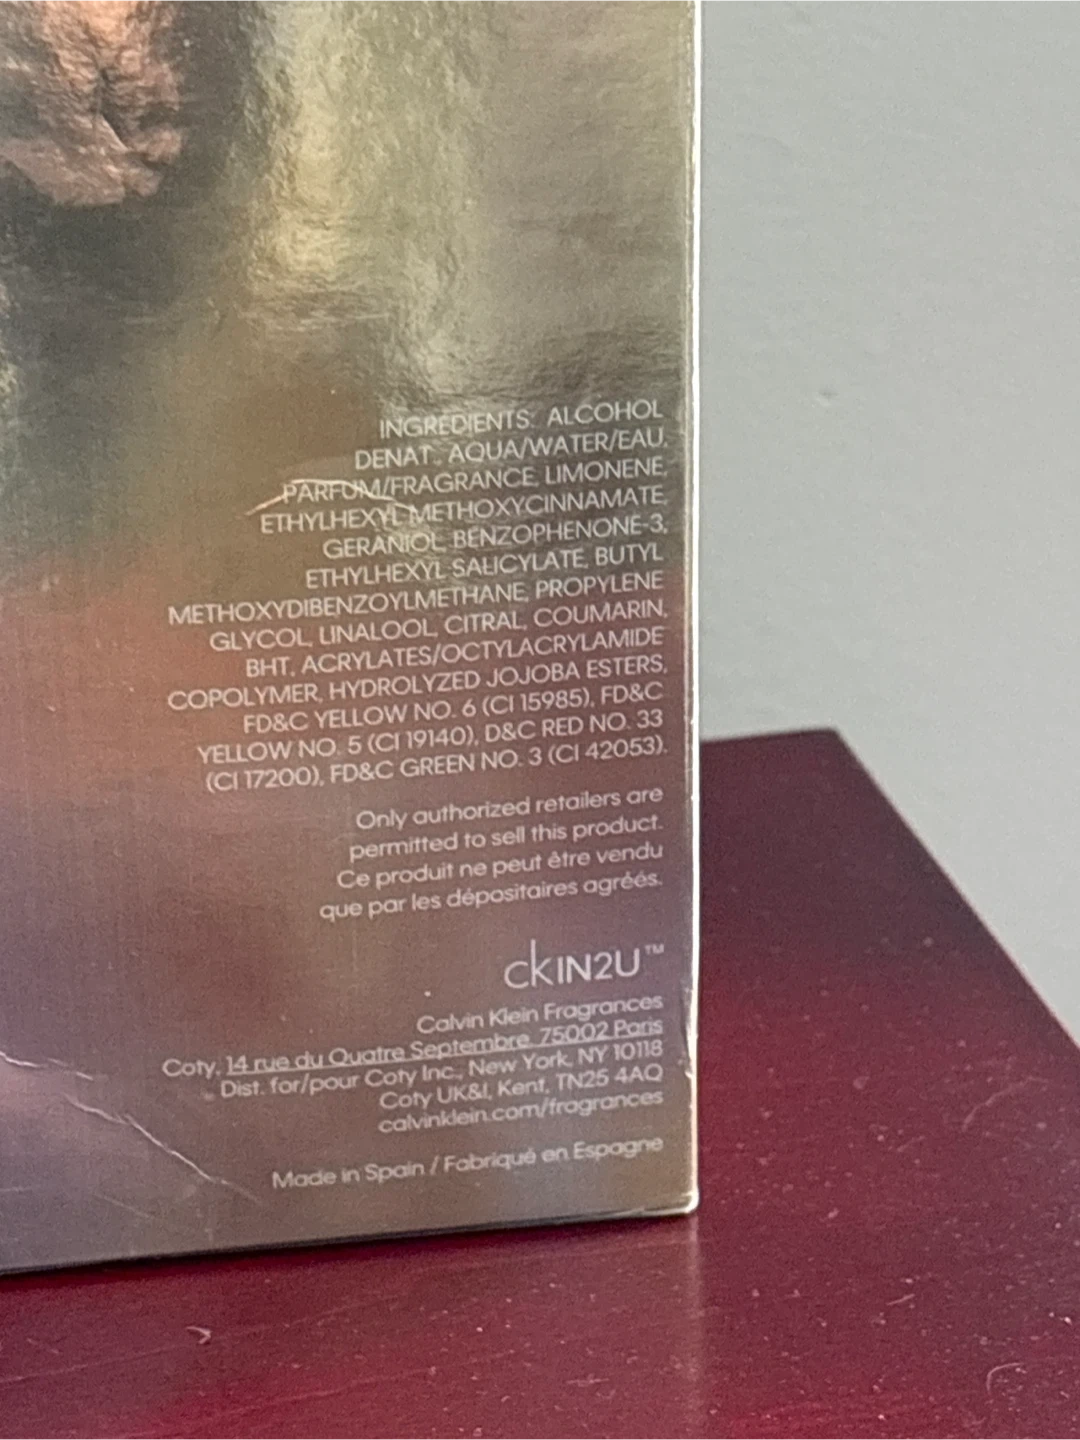 INGREDIENTS: ALCOHOL
DENAT., AQUA/WATER/EAU,
PARFUM/FRAGRANCE, LIMONENE,
ETHYLHEXYL METHOXYCINNAMATE,
GERANIOL, BENZOPHENONE-3,
ETHYLHEXYL SALICYLATE, BUTYL
METHOXYDIBENZOYLMETHANE, PROPYLENE
GLYCOL, LINALOOL, CITRAL, COUMARIN,
BHT, ACRYLATES/OCTYLACRYLAMIDE
COPOLYMER, HYDROLYZED JOJOBA ESTERS,
FD&C YELLOW NO. 6 (CI 15985), FD&C
YELLOW NO. 5 (CI 19140), D&C RED NO. 33
(CI 17200), FD&C GREEN NO. 3 (CI 42053).
Only authorized retailers are
permitted to sell this product.
Ce produit ne peut être vendu
que par les dépositaires agréés.
ckIN2U™
Calvin Klein Fragrances
Coty, 14 rue du Quatre Septembre, 75002 Paris
Dist. for/pour Coty Inc., New York, NY 10118
Coty UK&I, Kent, TN25 4AQ
calvinklein.com/fragrances
Made in Spain / Fabriqué en Espagne